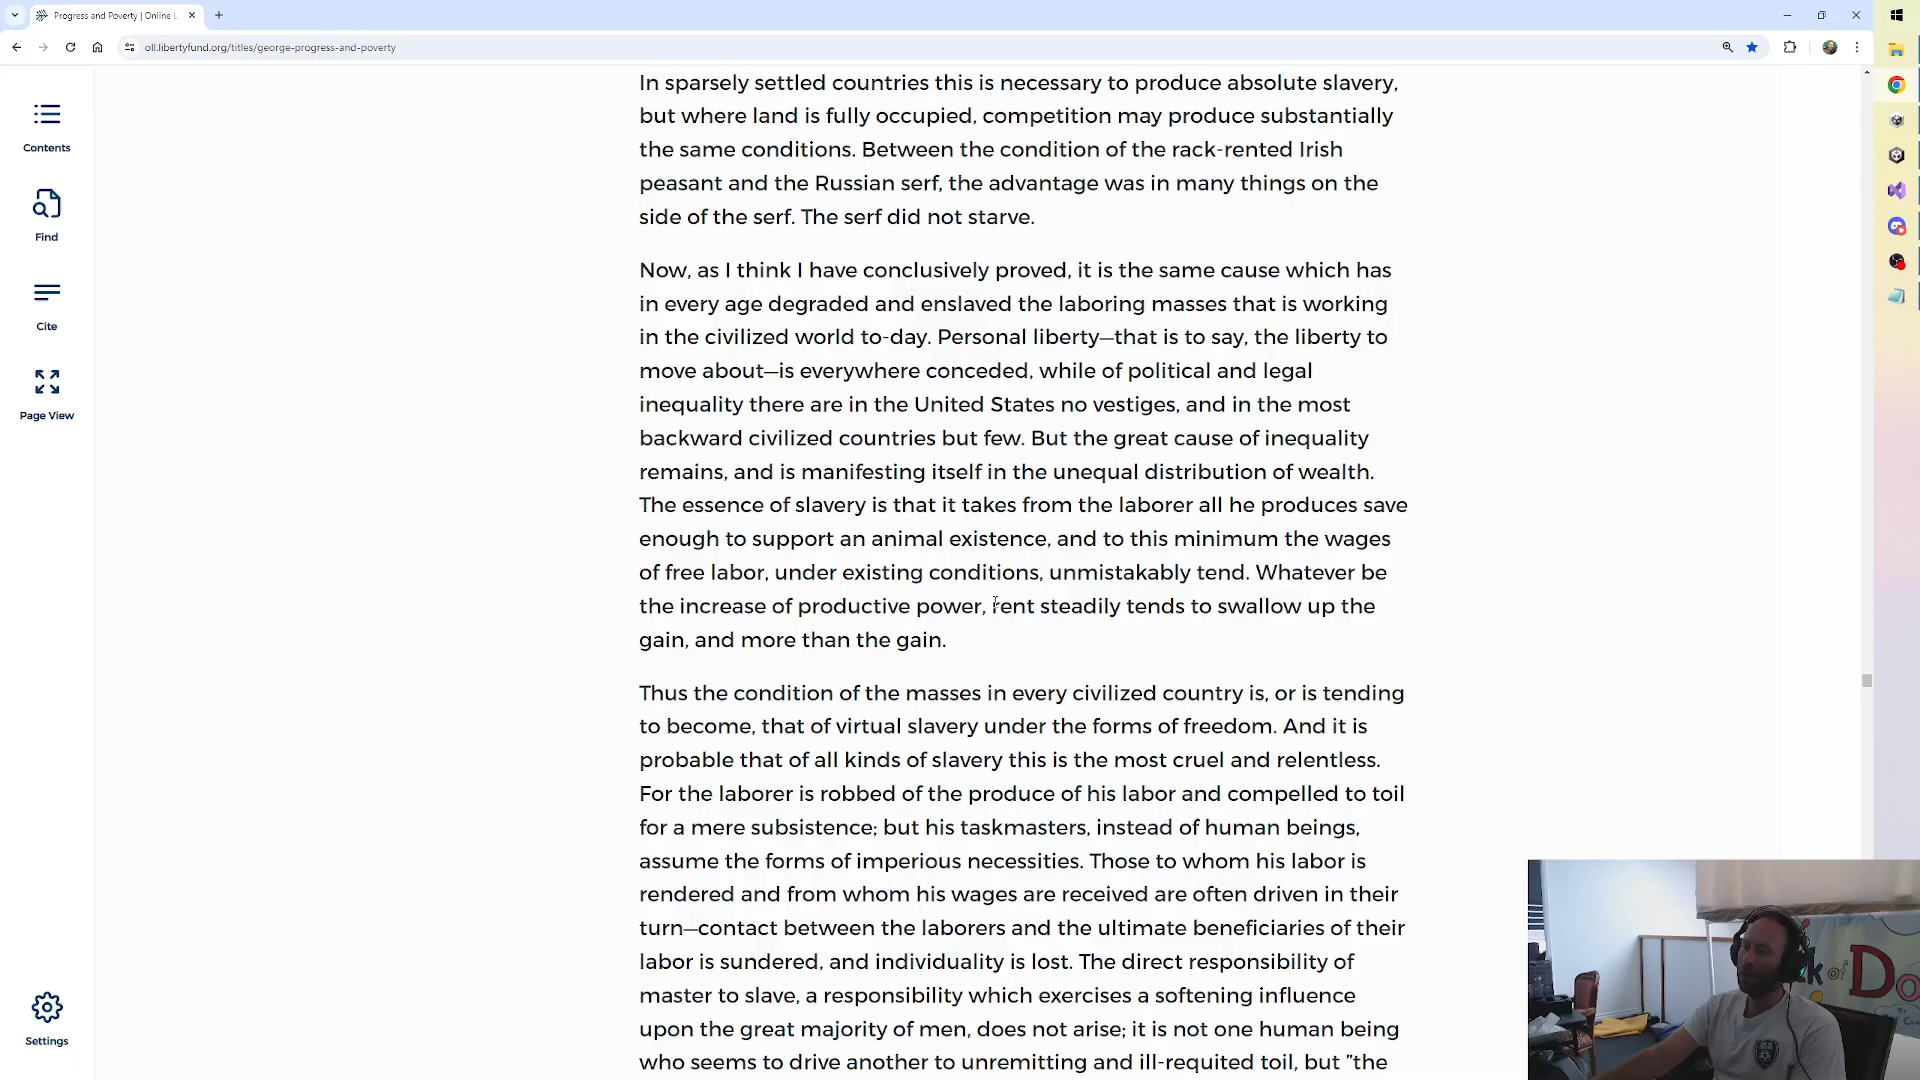 Progress and Poverty | Online L
oll.libertyfund.org/titles/george-progress-and-poverty
Contents
Find
Cite
Page View
Settings
In sparsely settled countries this is necessary to produce absolute slavery,
but where land is fully occupied, competition may produce substantially
the same conditions. Between the condition of the rack-rented Irish
peasant and the Russian serf, the advantage was in many things on the
side of the serf. The serf did not starve.
Now, as I think I have conclusively proved, it is the same cause which has
in every age degraded and enslaved the laboring masses that is working
in the civilized world to-day. Personal liberty—that is to say, the liberty to
move about—is everywhere conceded, while of political and legal
inequality there are in the United States no vestiges, and in the most
backward civilized countries but few. But the great cause of inequality
remains, and is manifesting itself in the unequal distribution of wealth.
The essence of slavery is that it takes from the laborer all he produces save
enough to support an animal existence, and to this minimum the wages
of free labor, under existing conditions, unmistakably tend. Whatever be
the increase of productive power, rent steadily tends to swallow up the
gain, and more than the gain.
Thus the condition of the masses in every civilized country is, or is tending
to become, that of virtual slavery under the forms of freedom. And it is
probable that of all kinds of slavery this is the most cruel and relentless.
For the laborer is robbed of the produce of his labor and compelled to toil
for a mere subsistence; but his taskmasters, instead of human beings,
assume the forms of imperious necessities. Those to whom his labor is
rendered and from whom his wages are received are often driven in their
turn—contact between the laborers and the ultimate beneficiaries of their
labor is sundered, and individuality is lost. The direct responsibility of
master to slave, a responsibility which exercises a softening influence
upon the great majority of men, does not arise; it is not one human being
who seems to drive another to unremitting and ill-requited toil, but "the